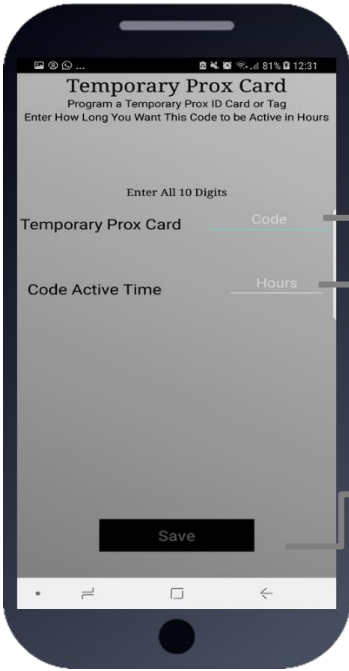 ... 81% 12:31
Temporary Prox Card
Program a Temporary Prox ID Card or Tag
Enter How Long You Want This Code to be Active in Hours
Enter All 10 Digits
Temporary Prox Card Code
Code Active Time Hours
Save